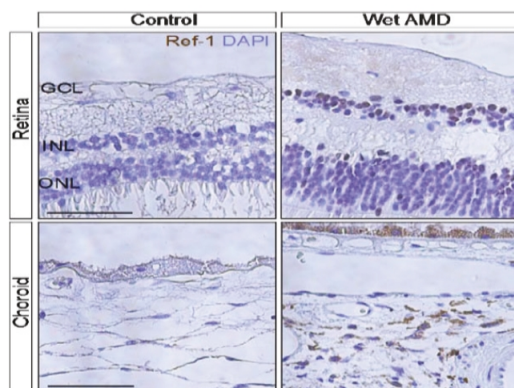 Control
Wet AMD
Retina
Ref-1 DAPI
GCL
INL
ONL
Choroid